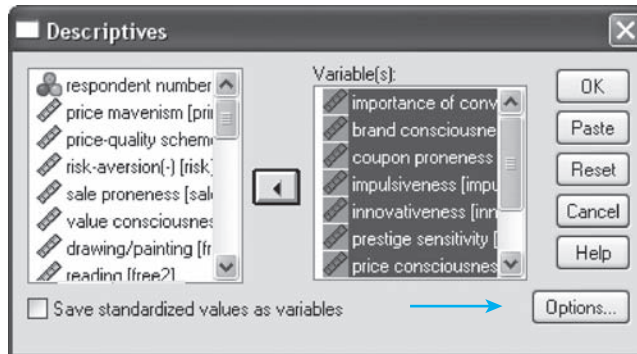 Descriptives
respondent number
price mavenism [pri
price-quality schem
risk-aversion(-) [risk]
sale proneness [sal
value consciousnes
drawing/painting [fr
reading [free2]
Variable(s):
importance of conv
brand consciousne
coupon proneness
impulsiveness [impu
innovativeness [inn
prestige sensitivity [
price consciousnes
OK
Paste
Reset
Cancel
Help
Save standardized values as variables
Options...